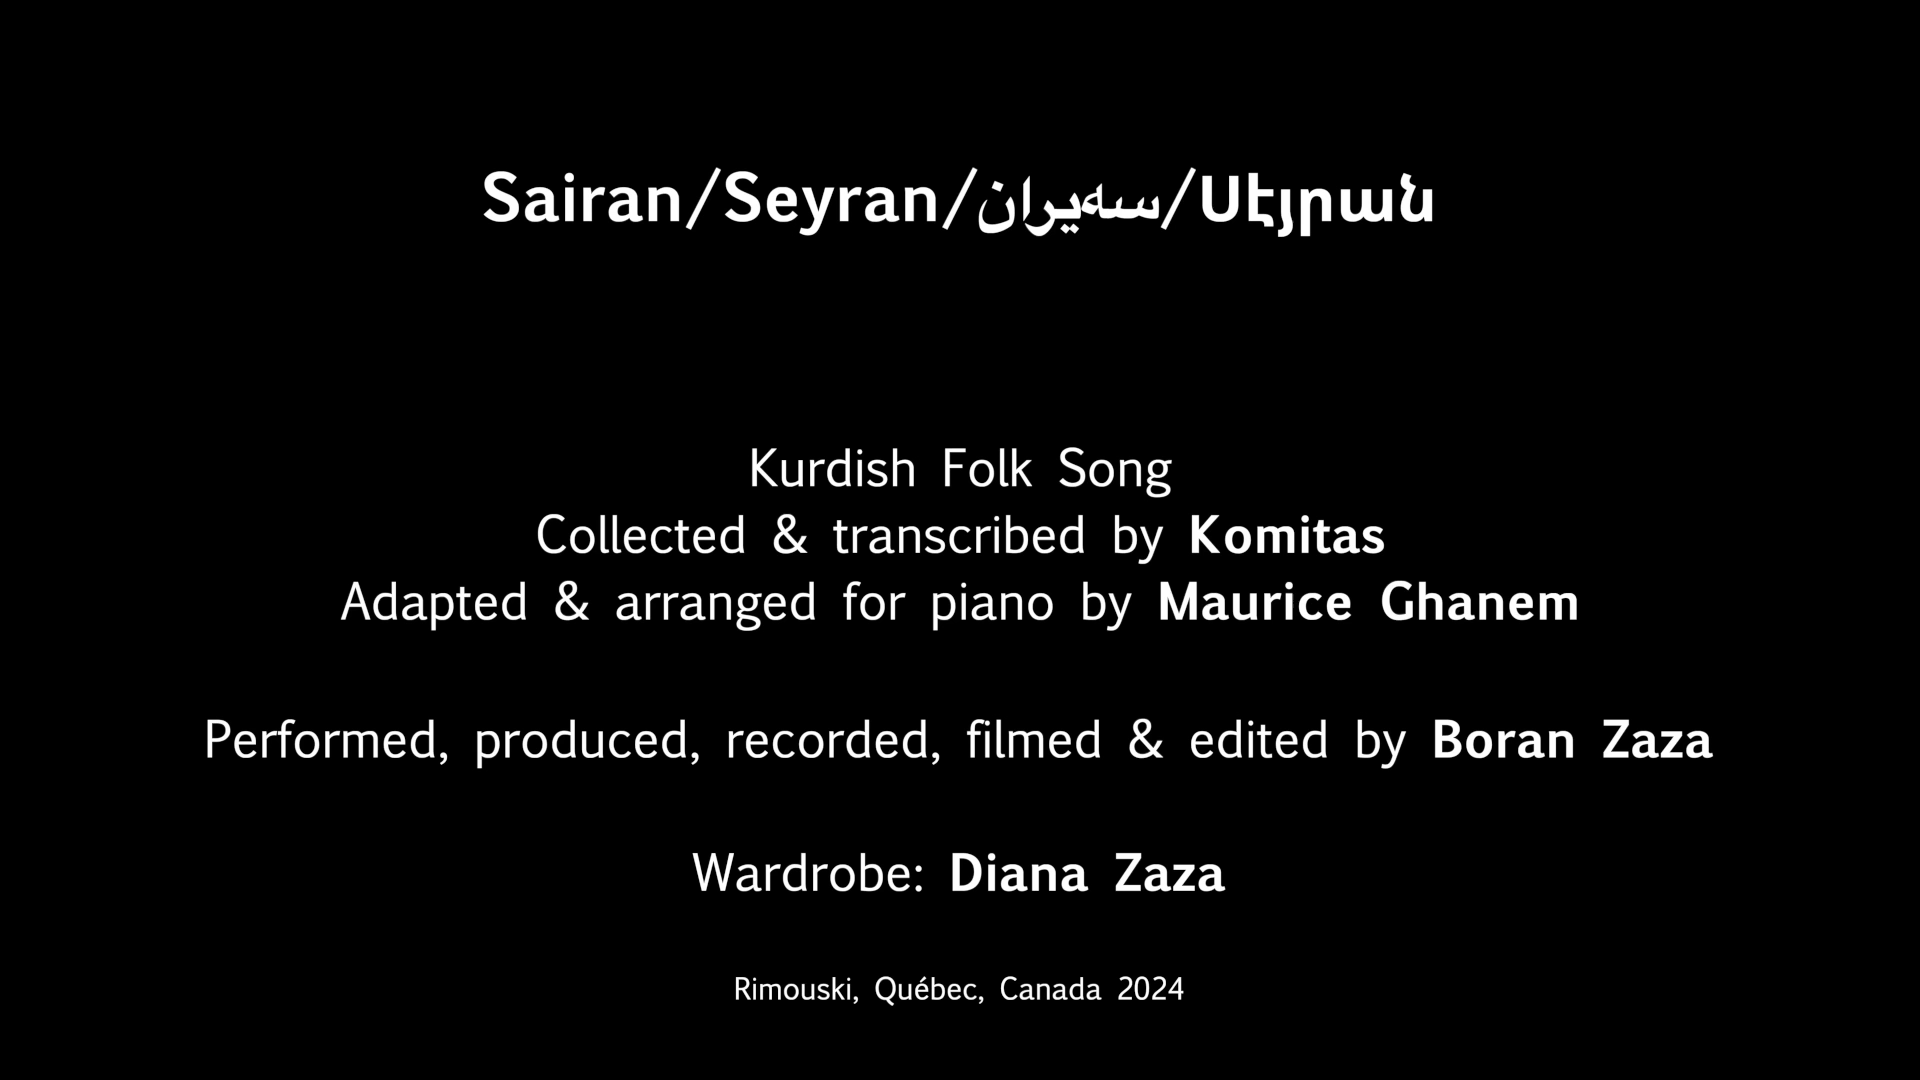 Sairan/Seyran/سەیران/Սէյրան
Kurdish Folk Song
Collected & transcribed by Komitas
Adapted & arranged for piano by Maurice Ghanem
Performed, produced, recorded, filmed & edited by Boran Zaza
Wardrobe: Diana Zaza
Rimouski, Québec, Canada 2024